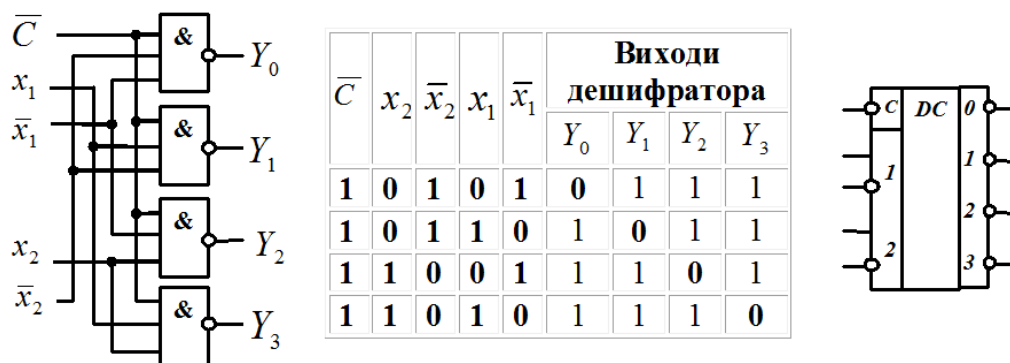 C̅ & Y₀
x₁
x̅₁ & Y₁
x₂ & Y₂
x̅₂ & Y₃
C̅ x₂ x̅₂ x₁ x̅₁ Виходи
дешифратора
Y₀ Y₁ Y₂ Y₃
1 0 1 0 1 0 1 1 1
1 0 1 1 0 1 0 1 1
1 1 0 0 1 1 1 0 1
1 1 0 1 0 1 1 1 0
C DC 0
1 1
2
2 3